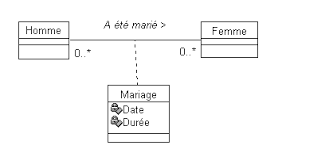 A été marié >
Homme
Femme
0..*
0..*
Mariage
Date
Durée